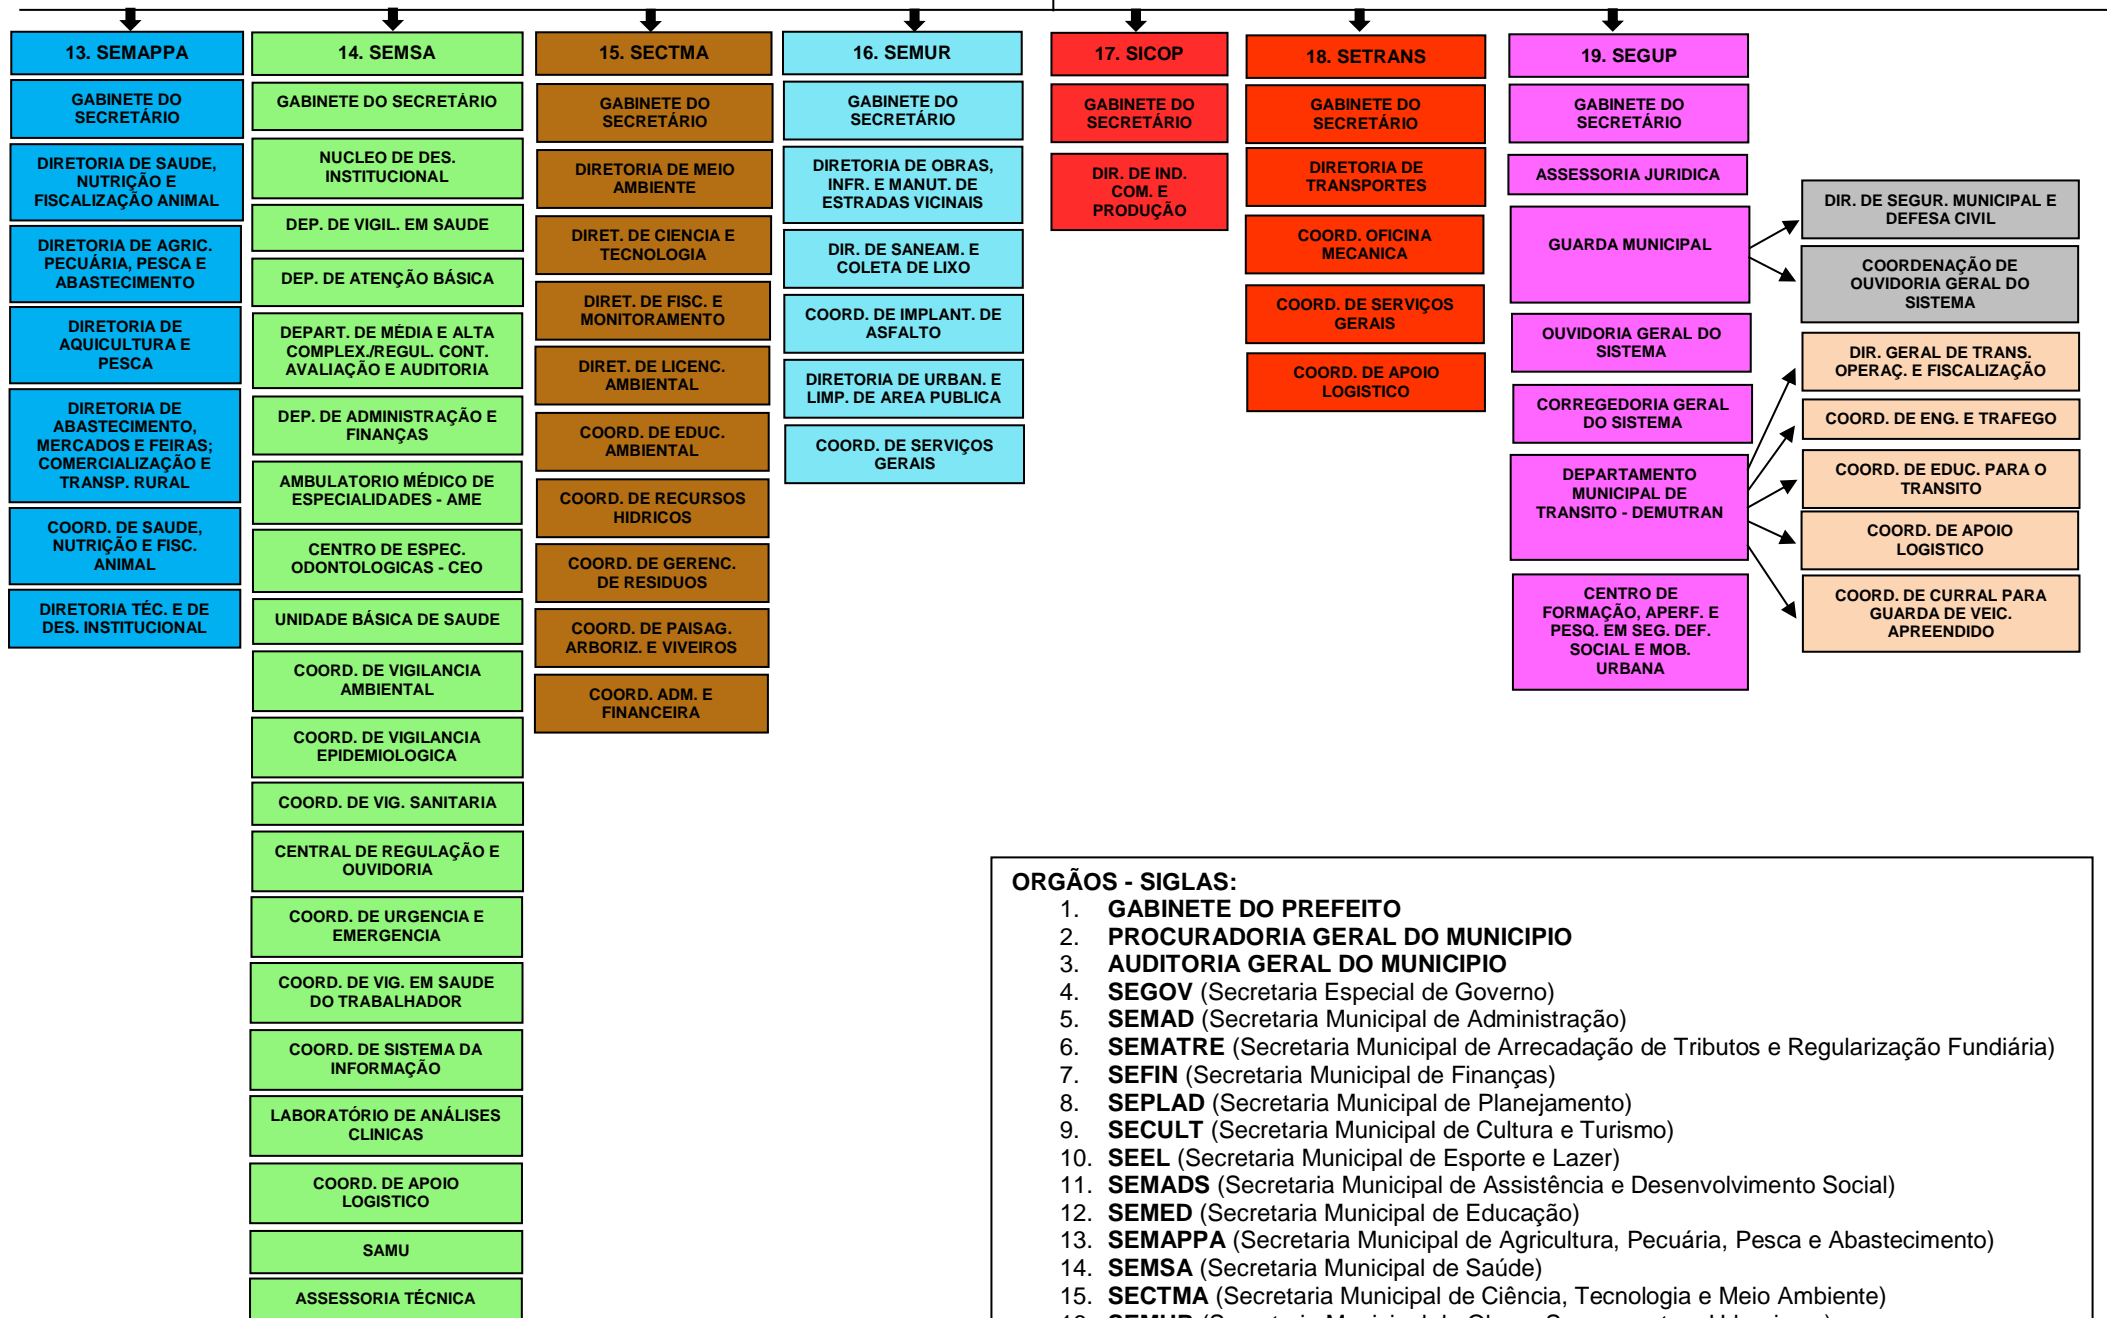 13. SEMAPPA
GABINETE DO
SECRETÁRIO
DIRETORIA DE SAUDE,
NUTRIÇÃO E
FISCALIZAÇÃO ANIMAL
DIRETORIA DE AGRIC.
PECUÁRIA, PESCA E
ABASTECIMENTO
DIRETORIA DE
AQUICULTURA E
PESCA
DIRETORIA DE
ABASTECIMENTO,
MERCADOS E FEIRAS;
COMERCIALIZAÇÃO E
TRANSP. RURAL
COORD. DE SAUDE,
NUTRIÇÃO E FISC.
ANIMAL
DIRETORIA TÉC. E DE
DES. INSTITUCIONAL
14. SEMSA
GABINETE DO SECRETÁRIO
NUCLEO DE DES.
INSTITUCIONAL
DEP. DE VIGIL. EM SAUDE
DEP. DE ATENÇÃO BÁSICA
DEPART. DE MÉDIA E ALTA
COMPLEX./REGUL. CONT.
AVALIAÇÃO E AUDITORIA
DEP. DE ADMINISTRAÇÃO E
FINANÇAS
AMBULATORIO MÉDICO DE
ESPECIALIDADES - AME
CENTRO DE ESPEC.
ODONTOLOGICAS - CEO
UNIDADE BÁSICA DE SAUDE
COORD. DE VIGILANCIA
AMBIENTAL
COORD. DE VIGILANCIA
EPIDEMIOLOGICA
COORD. DE VIG. SANITARIA
CENTRAL DE REGULAÇÃO E
OUVIDORIA
COORD. DE URGENCIA E
EMERGENCIA
COORD. DE VIG. EM SAUDE
DO TRABALHADOR
COORD. DE SISTEMA DA
INFORMAÇÃO
LABORATÓRIO DE ANÁLISES
CLINICAS
COORD. DE APOIO
LOGISTICO
SAMU
ASSESSORIA TÉCNICA
15. SECTMA
GABINETE DO
SECRETÁRIO
DIRETORIA DE MEIO
AMBIENTE
DIRET. DE CIENCIA E
TECNOLOGIA
DIRET. DE FISC. E
MONITORAMENTO
DIRET. DE LICENC.
AMBIENTAL
COORD. DE EDUC.
AMBIENTAL
COORD. DE RECURSOS
HIDRICOS
COORD. DE GERENC.
DE RESIDUOS
COORD. DE PAISAG.
ARBORIZ. E VIVEIROS
COORD. ADM. E
FINANCEIRA
16. SEMUR
GABINETE DO
SECRETÁRIO
DIRETORIA DE OBRAS,
INFR. E MANUT. DE
ESTRADAS VICINAIS
DIR. DE SANEAM. E
COLETA DE LIXO
COORD. DE IMPLANT. DE
ASFALTO
DIRETORIA DE URBAN. E
LIMP. DE AREA PUBLICA
COORD. DE SERVIÇOS
GERAIS
17. SICOP
GABINETE DO
SECRETÁRIO
DIR. DE IND.
COM. E
PRODUÇÃO
18. SETRANS
GABINETE DO
SECRETÁRIO
DIRETORIA DE
TRANSPORTES
COORD. OFICINA
MECANICA
COORD. DE SERVIÇOS
GERAIS
COORD. DE APOIO
LOGISTICO
19. SEGUP
GABINETE DO
SECRETÁRIO
ASSESSORIA JURIDICA
GUARDA MUNICIPAL
OUVIDORIA GERAL DO
SISTEMA
CORREGEDORIA GERAL
DO SISTEMA
DEPARTAMENTO
MUNICIPAL DE
TRANSITO - DEMUTRAN
CENTRO DE
FORMAÇÃO, APERF. E
PESQ. EM SEG. DEF.
SOCIAL E MOB.
URBANA
DIR. DE SEGUR. MUNICIPAL E
DEFESA CIVIL
COORDENAÇÃO DE
OUVIDORIA GERAL DO
SISTEMA
DIR. GERAL DE TRANS.
OPERAÇ. E FISCALIZAÇÃO
COORD. DE ENG. E TRAFEGO
COORD. DE EDUC. PARA O
TRANSITO
COORD. DE APOIO
LOGISTICO
COORD. DE CURRAL PARA
GUARDA DE VEIC.
APREENDIDO
ORGÃOS - SIGLAS:
1. GABINETE DO PREFEITO
2. PROCURADORIA GERAL DO MUNICIPIO
3. AUDITORIA GERAL DO MUNICIPIO
4. SEGOV (Secretaria Especial de Governo)
5. SEMAD (Secretaria Municipal de Administração)
6. SEMATRE (Secretaria Municipal de Arrecadação de Tributos e Regularização Fundiária)
7. SEFIN (Secretaria Municipal de Finanças)
8. SEPLAD (Secretaria Municipal de Planejamento)
9. SECULT (Secretaria Municipal de Cultura e Turismo)
10. SEEL (Secretaria Municipal de Esporte e Lazer)
11. SEMADS (Secretaria Municipal de Assistência e Desenvolvimento Social)
12. SEMED (Secretaria Municipal de Educação)
13. SEMAPPA (Secretaria Municipal de Agricultura, Pecuária, Pesca e Abastecimento)
14. SEMSA (Secretaria Municipal de Saúde)
15. SECTMA (Secretaria Municipal de Ciência, Tecnologia e Meio Ambiente)